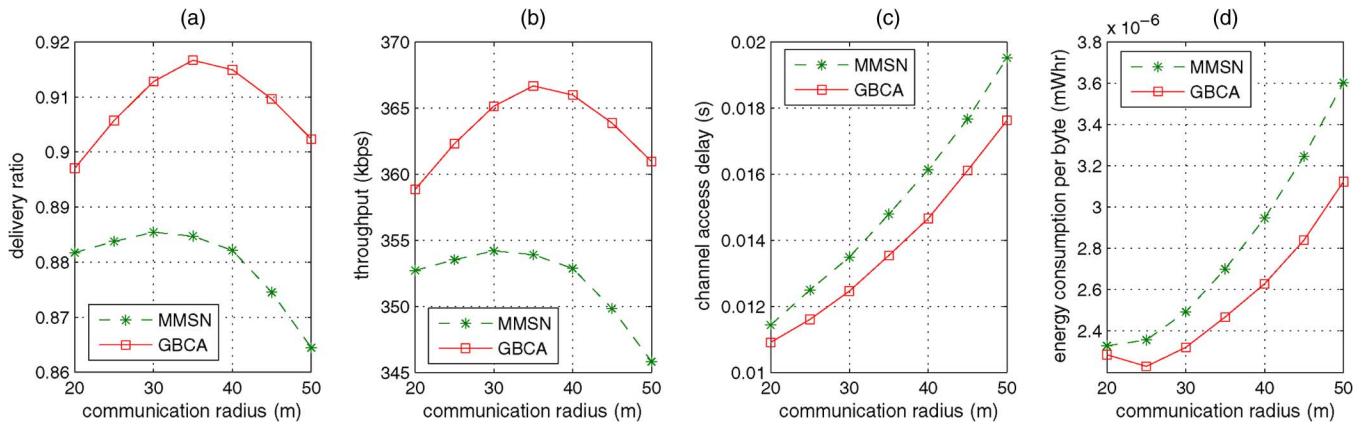 (a)
0.92
0.91
0.9
0.89
0.88
0.87
0.86
delivery ratio
MMSN
GBCA
20 30 40 50
communication radius (m)
(b)
370
365
360
355
350
345
throughput (kbps)
MMSN
GBCA
20 30 40 50
communication radius (m)
(c)
0.02
0.018
0.016
0.014
0.012
0.01
channel access delay (s)
MMSN
GBCA
20 30 40 50
communication radius (m)
(d)
x 10⁻⁶
3.8
3.6
3.4
3.2
3
2.8
2.6
2.4
energy consumption per byte (mWhr)
MMSN
GBCA
20 30 40 50
communication radius (m)